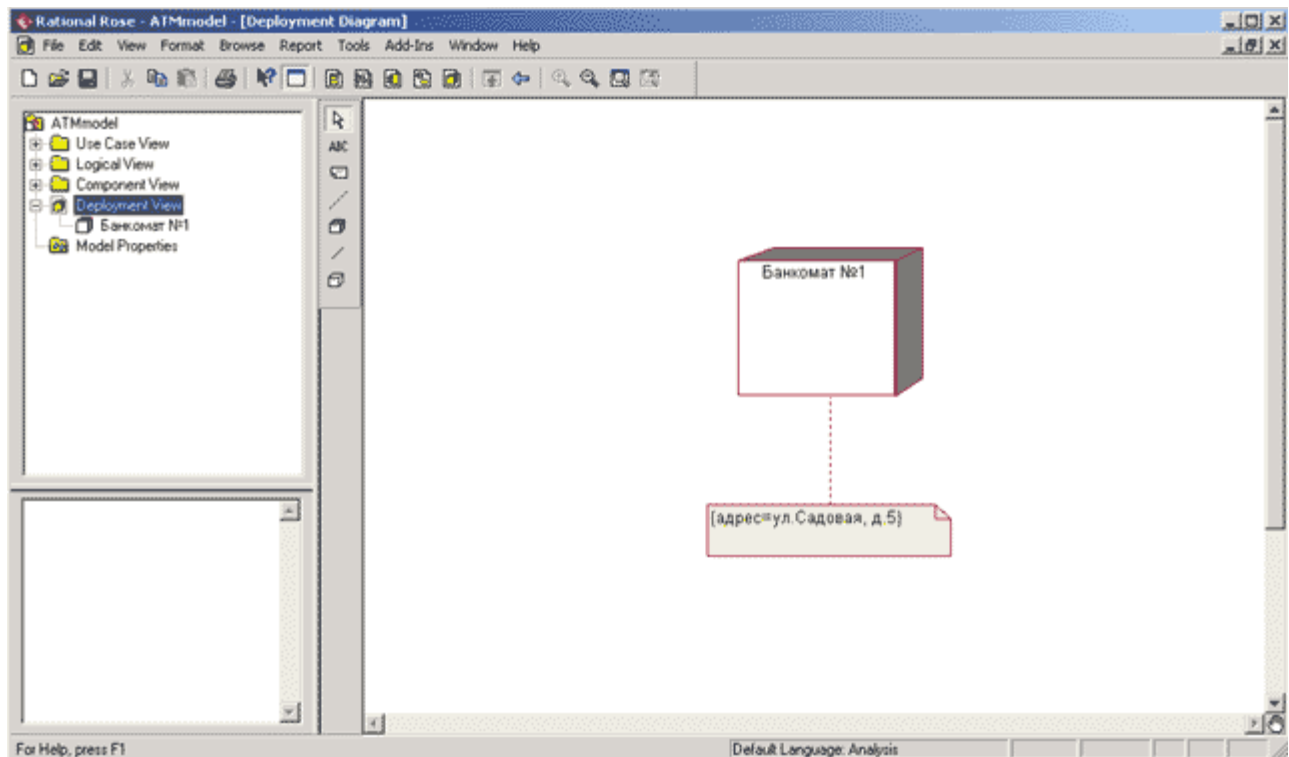 Rational Rose - ATMmodel - [Deployment Diagram]
File Edit View Format Browse Report Tools Add-Ins Window Help
ATMmodel
Use Case View
Logical View
Component View
Deployment View
Банкомат №1
Model Properties
ABC
Банкомат №1
{адрес=ул.Садовая, д.5}
For Help, press F1
Default Language: Analysis